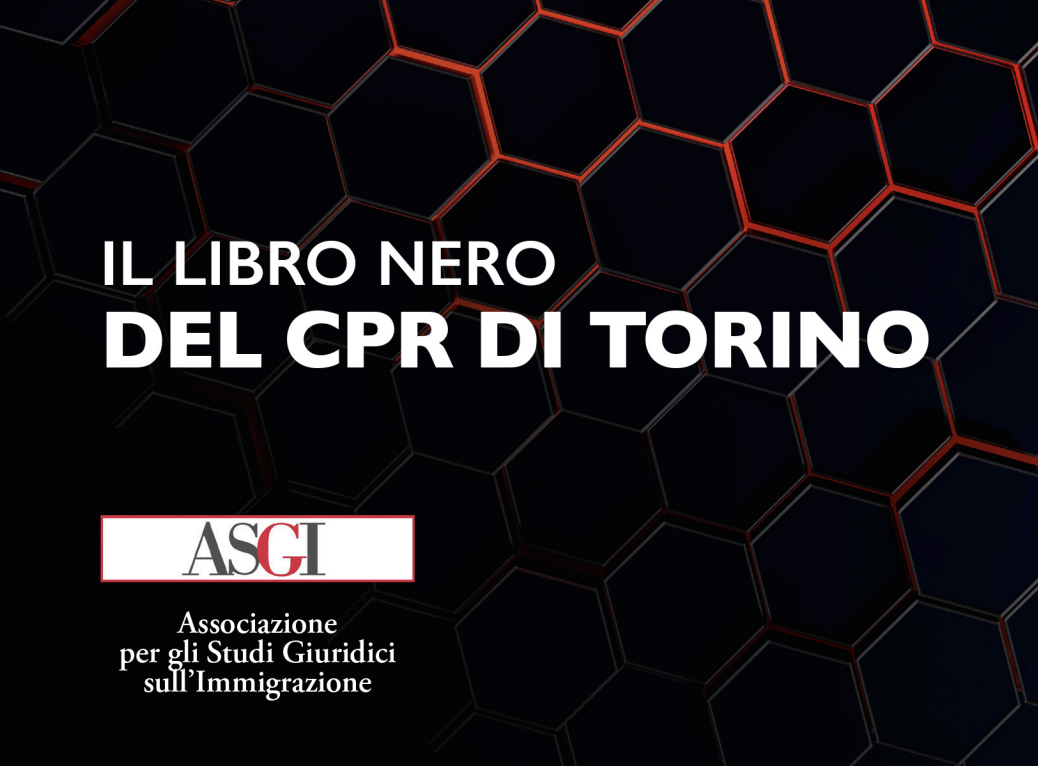 IL LIBRO NERO
DEL CPR DI TORINO
ASGI
Associazione
per gli Studi Giuridici
sull'Immigrazione